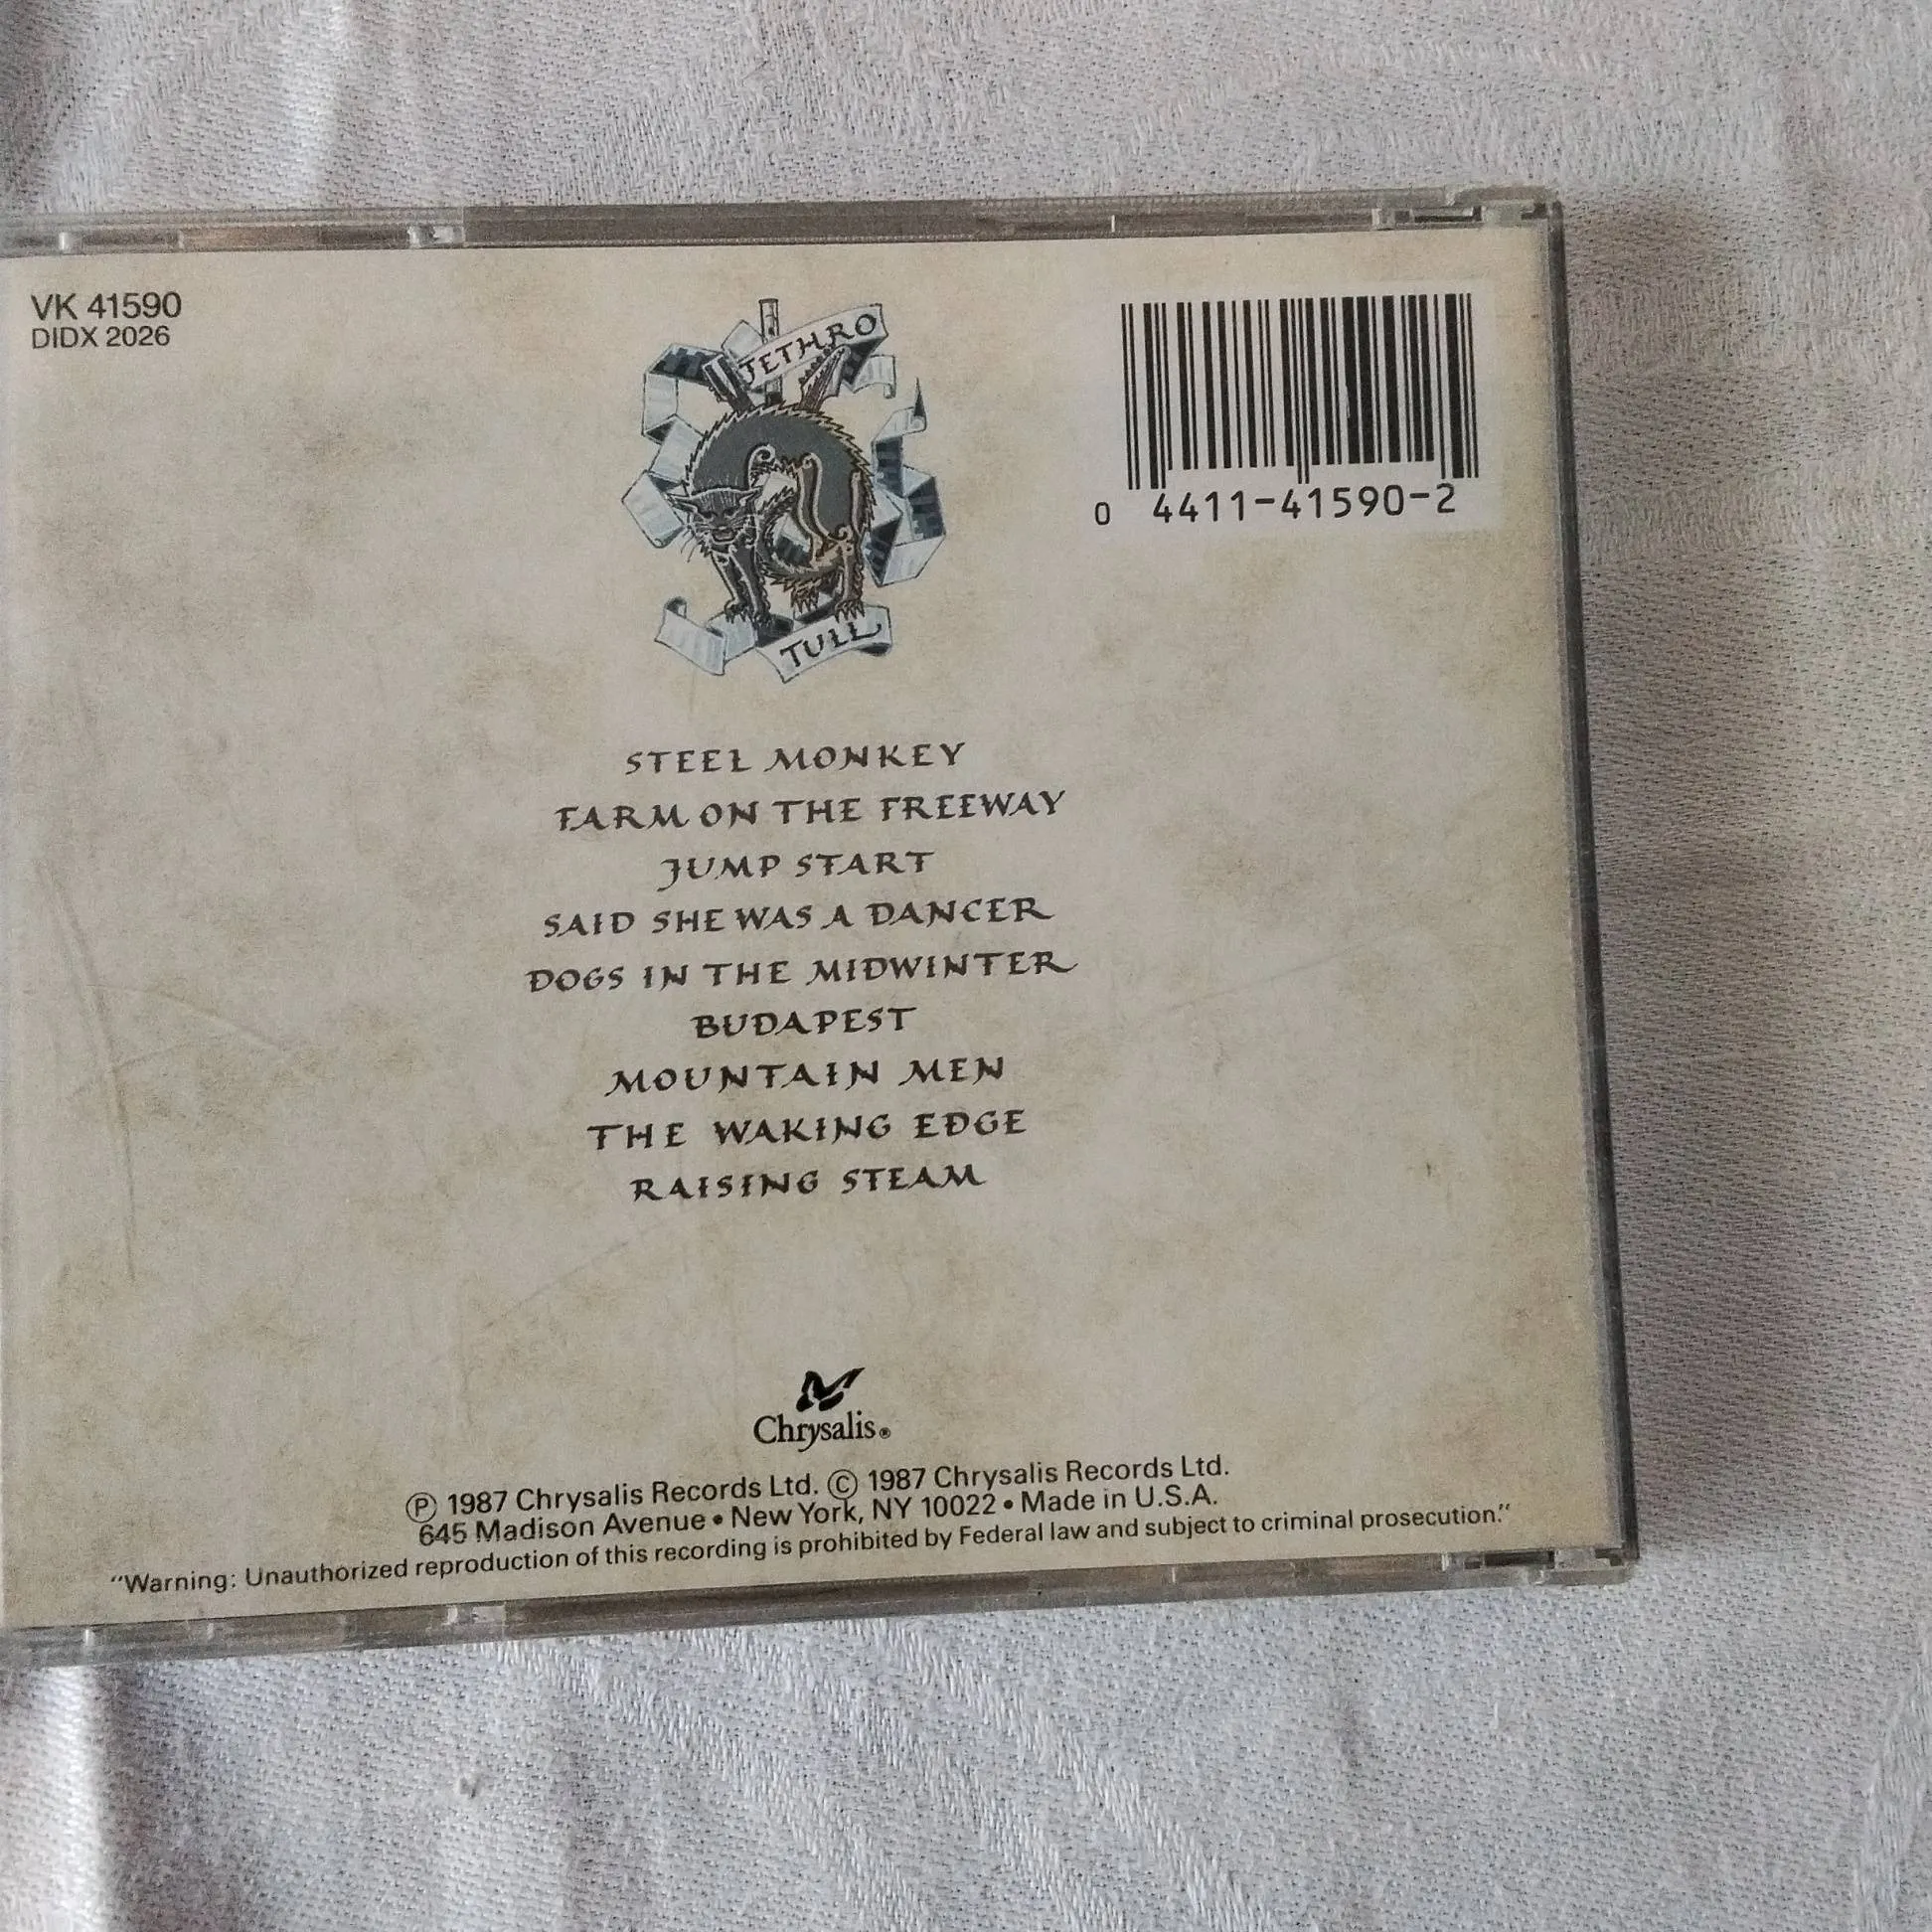 VK 41590
DIDX 2026
JETHRO
TULL
0 4411-41590-2
STEEL MONKEY
FARM ON THE FREEWAY
JUMP START
SAID SHE WAS A DANCER
DOGS IN THE MIDWINTER
BUDAPEST
MOUNTAIN MEN
THE WAKING EDGE
RAISING STEAM
Chrysalis®
℗ 1987 Chrysalis Records Ltd. © 1987 Chrysalis Records Ltd.
645 Madison Avenue • New York, NY 10022 • Made in U.S.A.
"Warning: Unauthorized reproduction of this recording is prohibited by Federal law and subject to criminal prosecution."